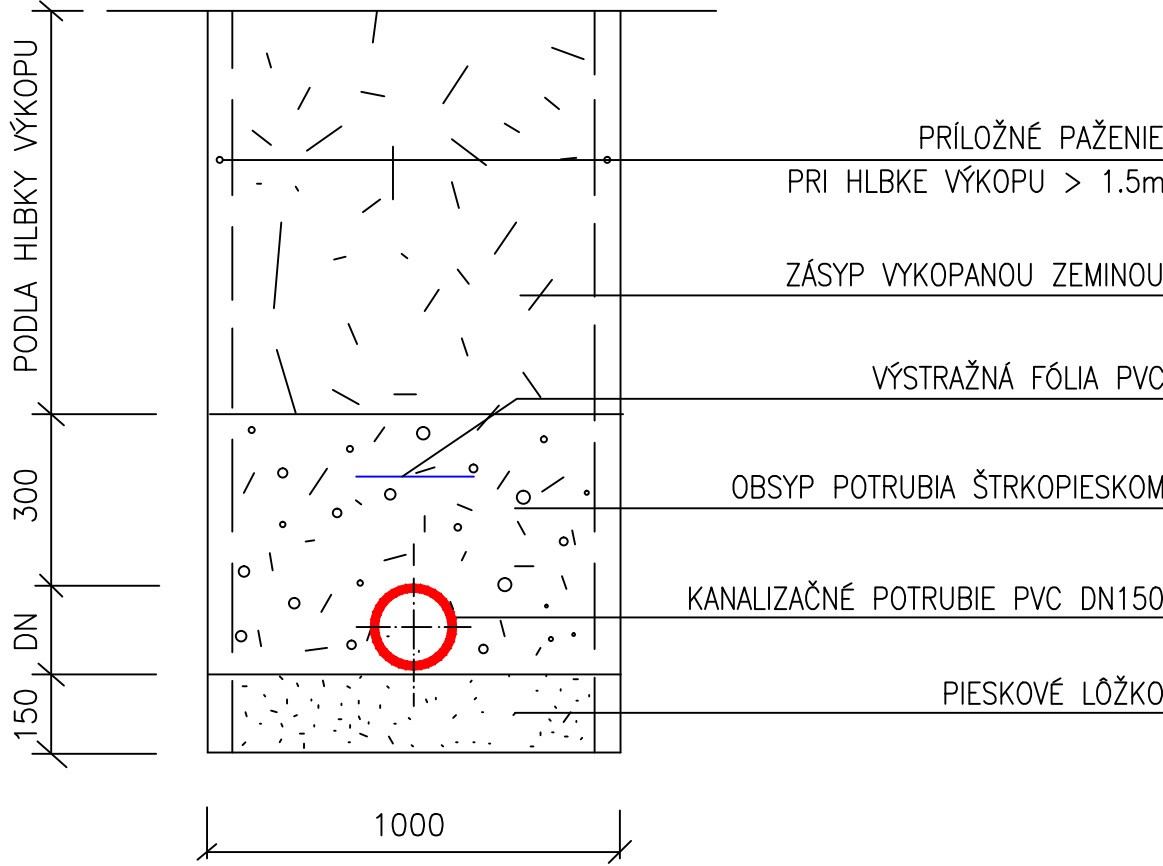 PODLA HLBKY VÝKOPU
300
DN
150
PRÍLOŽNÉ PAŽENIE
PRI HLBKE VÝKOPU > 1.5m
ZÁSYP VYKOPANOU ZEMINOU
VÝSTRAŽNÁ FÓLIA PVC
OBSYP POTRUBIA ŠTRKOPIESKOM
KANALIZAČNÉ POTRUBIE PVC DN150
PIESKOVÉ LÔŽKO
1000